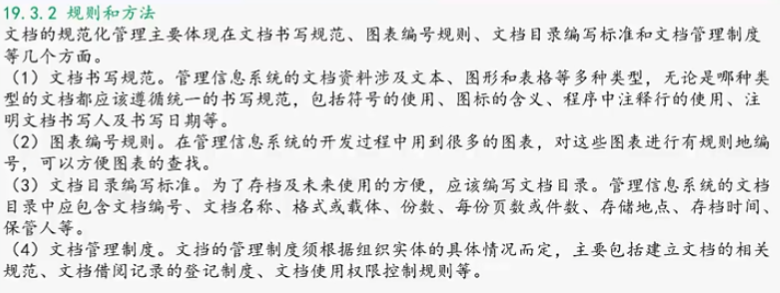 19.3.2 规则和方法
文档的规范化管理主要体现在文档书写规范、图表编号规则、文档目录编写标准和文档管理制度
等几个方面。
（1）文档书写规范。管理信息系统的文档资料涉及文本、图形和表格等多种类型，无论是哪种类
型的文档都应该遵循统一的书写规范，包括符号的使用、图标的含义、程序中注释行的使用、注
明文档书写人及书写日期等。
（2）图表编号规则。在管理信息系统的开发过程中用到很多的图表，对这些图表进行有规则地编
号，可以方便图表的查找。
（3）文档目录编写标准。为了存档及未来使用的方便，应该编写文档目录。管理信息系统的文档
目录中应包含文档编号、文档名称、格式或载体、份数、每份页数或件数、存储地点、存档时间、
保管人等。
（4）文档管理制度。文档的管理制度须根据组织实体的具体情况而定，主要包括建立文档的相关
规范、文档借阅记录的登记制度、文档使用权限控制规则等。